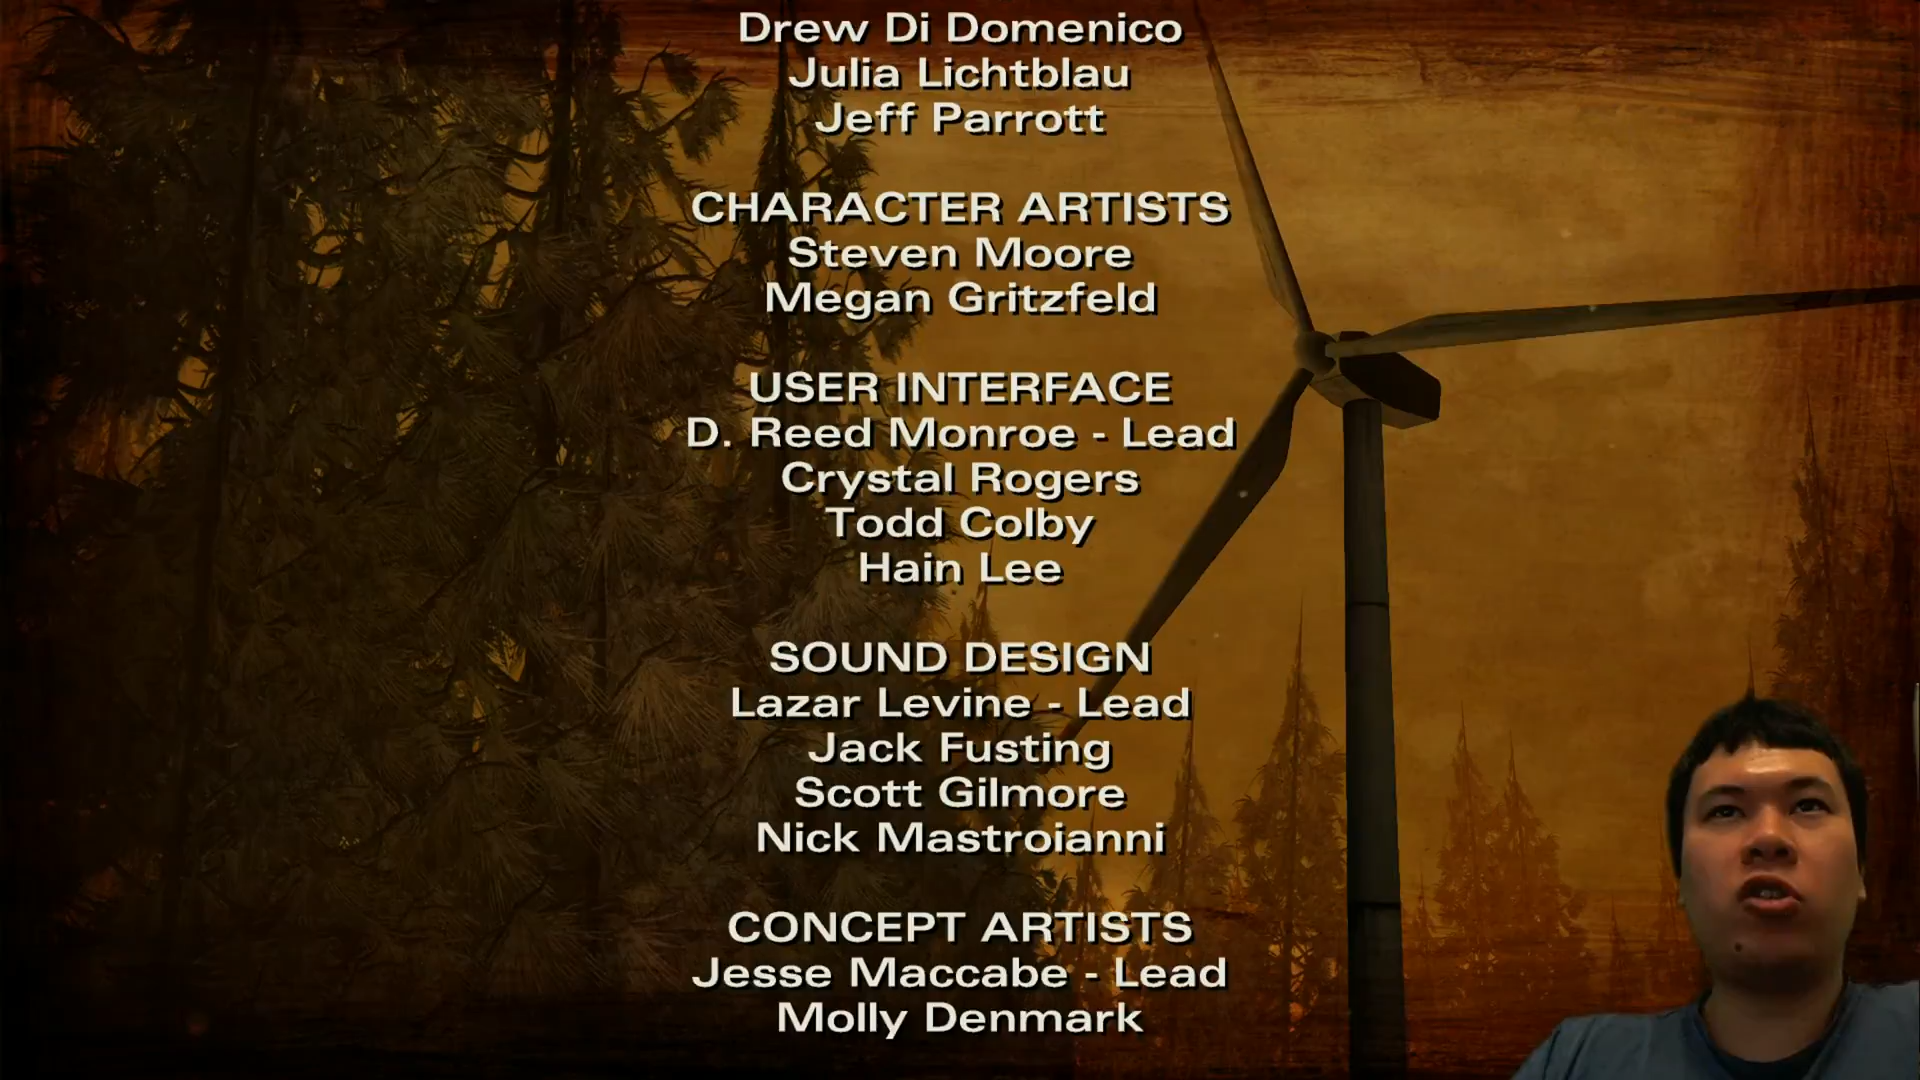 Drew Di Domenico
Julia Lichtblau
Jeff Parrott
CHARACTER ARTISTS
Steven Moore
Megan Gritzfeld
USER INTERFACE
D. Reed Monroe - Lead
Crystal Rogers
Todd Colby
Hain Lee
SOUND DESIGN
Lazar Levine - Lead
Jack Fusting
Scott Gilmore
Nick Mastroianni
CONCEPT ARTISTS
Jesse Maccabe - Lead
Molly Denmark